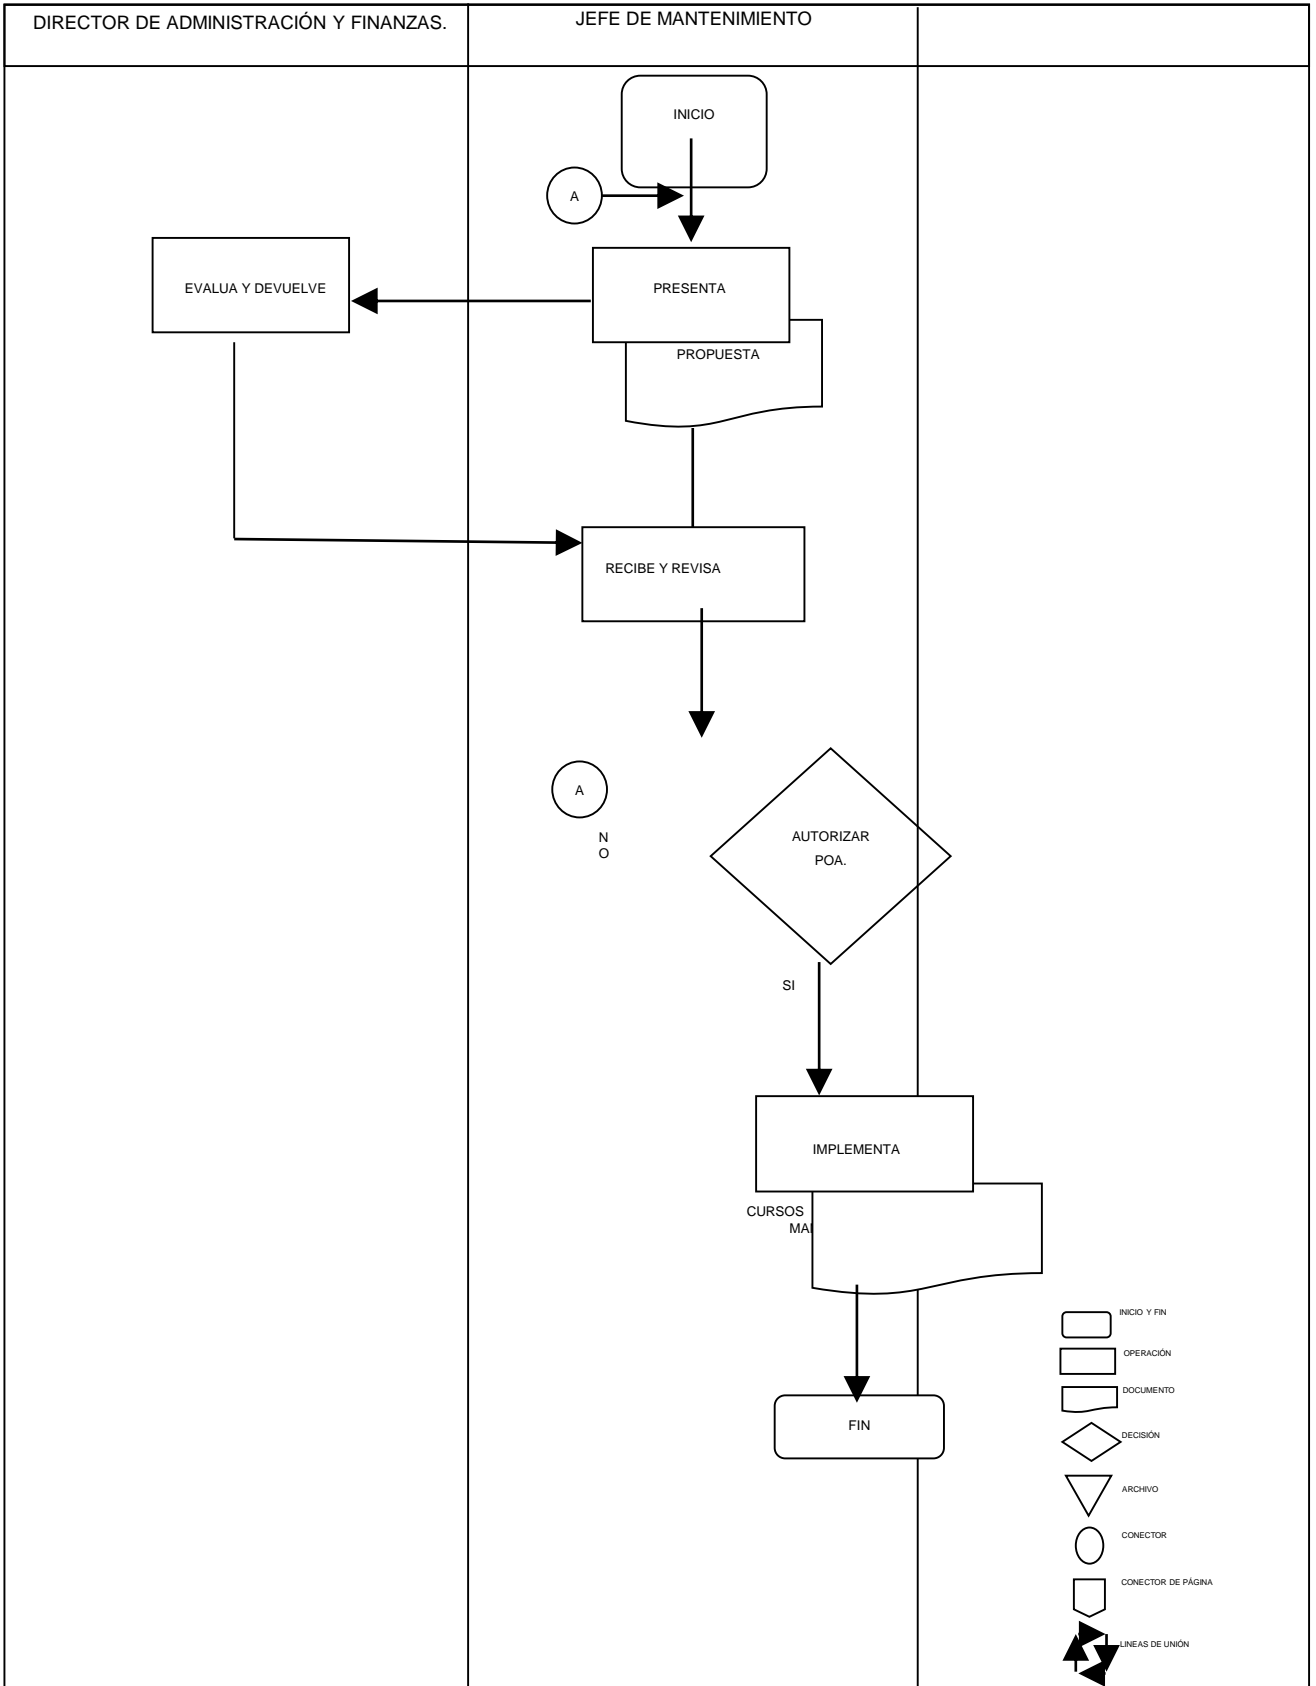 DIRECTOR DE ADMINISTRACIÓN Y FINANZAS.
JEFE DE MANTENIMIENTO
INICIO
A
EVALUA Y DEVUELVE
PRESENTA
PROPUESTA
RECIBE Y REVISA
A
N
O
AUTORIZAR
POA.
SI
IMPLEMENTA
CURSOS
FIN
INICIO Y FIN
OPERACIÓN
DOCUMENTO
DECISIÓN
ARCHIVO
CONECTOR
CONECTOR DE PÁGINA
LINEAS DE UNIÓN